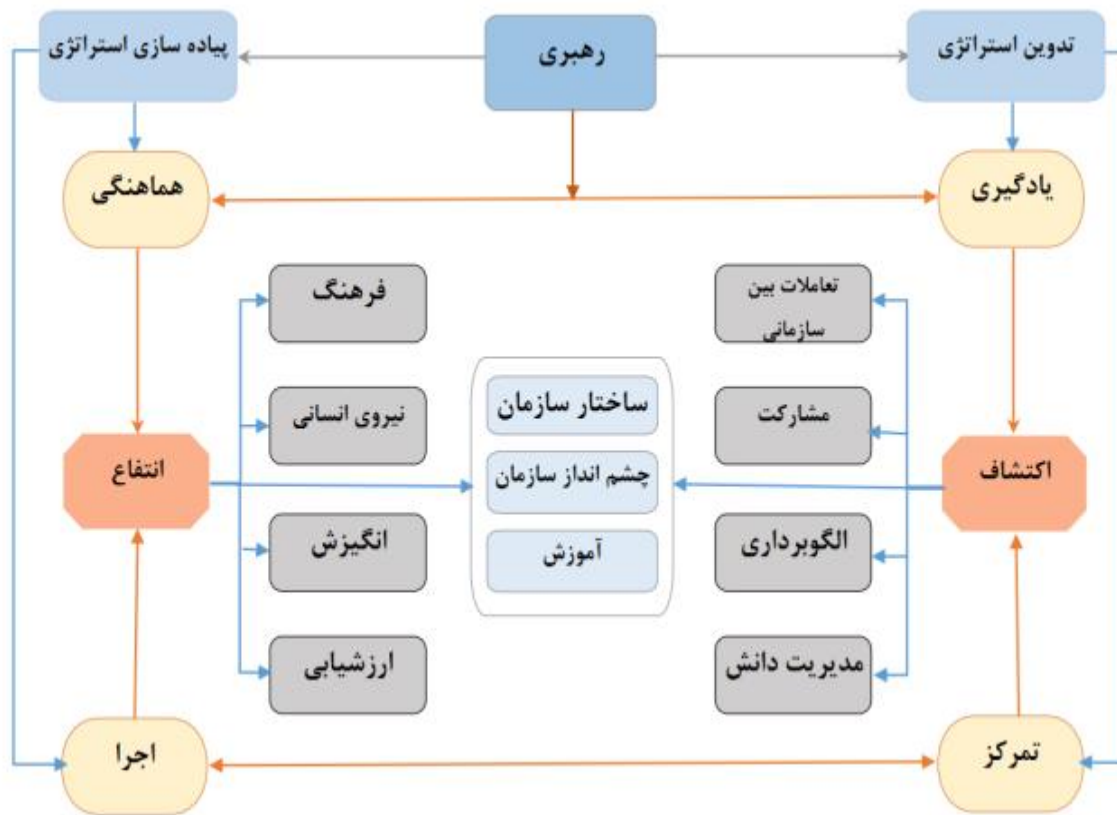 تدوین استراتژی
رهبری
پیاده سازی استراتژی
یادگیری
هماهنگی
تعاملات بین
سازمانی
فرهنگ
مشارکت
ساختار سازمان
نیروی انسانی
اکتشاف
چشم انداز سازمان
انتفاع
الگوبرداری
آموزش
انگیزش
مدیریت دانش
ارزشیابی
تمرکز
اجرا